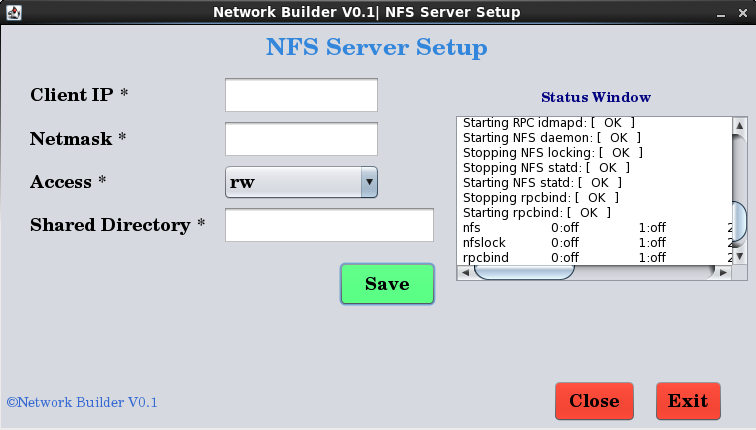 Network Builder V0.1| NFS Server Setup
NFS Server Setup
Client IP *
Netmask *
Access *
rw
Shared Directory *
Save
Status Window
Starting RPC idmapd: [  OK  ]
Starting NFS daemon: [  OK  ]
Stopping NFS locking: [  OK  ]
Stopping NFS statd: [  OK  ]
Starting NFS statd: [  OK  ]
Stopping rpcbind: [  OK  ]
Starting rpcbind: [  OK  ]
nfs 0:off 1:off 2
nfslock 0:off 1:off 2
rpcbind 0:off 1:off 2
©Network Builder V0.1
Close
Exit